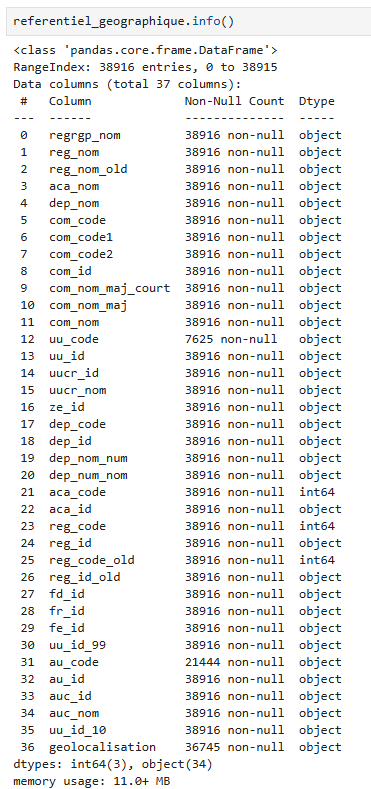 referentiel_geographique.info()
<class 'pandas.core.frame.DataFrame'>
RangeIndex: 38916 entries, 0 to 38915
Data columns (total 37 columns):
 #   Column             Non-Null Count  Dtype 
---  ------             --------------  ----- 
 0   regrgp_nom         38916 non-null  object
 1   reg_nom            38916 non-null  object
 2   reg_nom_old        38916 non-null  object
 3   aca_nom            38916 non-null  object
 4   dep_nom            38916 non-null  object
 5   com_code           38916 non-null  object
 6   com_code1          38916 non-null  object
 7   com_code2          38916 non-null  object
 8   com_id             38916 non-null  object
 9   com_nom_maj_court  38916 non-null  object
 10  com_nom_maj        38916 non-null  object
 11  com_nom            38916 non-null  object
 12  uu_code            7625 non-null   object
 13  uu_id              38916 non-null  object
 14  uucr_id            38916 non-null  object
 15  uucr_nom           38916 non-null  object
 16  ze_id              38916 non-null  object
 17  dep_code           38916 non-null  object
 18  dep_id             38916 non-null  object
 19  dep_nom_num        38916 non-null  object
 20  dep_num_nom        38916 non-null  object
 21  aca_code           38916 non-null  int64
 22  aca_id             38916 non-null  object
 23  reg_code           38916 non-null  int64
 24  reg_id             38916 non-null  object
 25  reg_code_old       38916 non-null  int64
 26  reg_id_old         38916 non-null  object
 27  fd_id              38916 non-null  object
 28  fr_id              38916 non-null  object
 29  fe_id              38916 non-null  object
 30  uu_id_99           38916 non-null  object
 31  au_code            21444 non-null  object
 32  au_id              38916 non-null  object
 33  auc_id             38916 non-null  object
 34  auc_nom            38916 non-null  object
 35  uu_id_10           38916 non-null  object
 36  geolocalisation    36745 non-null  object
dtypes: int64(3), object(34)
memory usage: 11.0+ MB